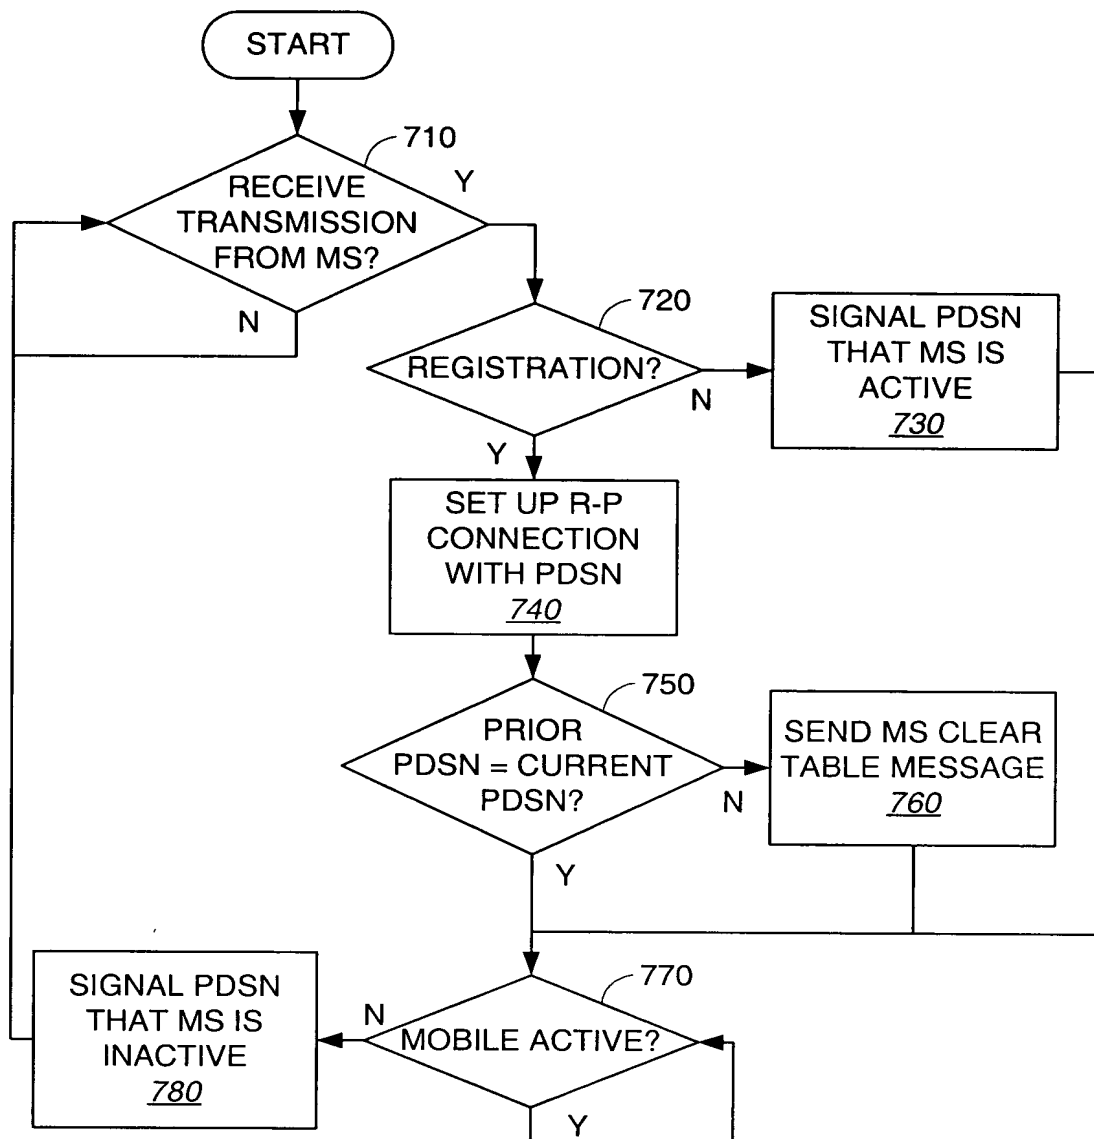 START
710
RECEIVE
TRANSMISSION
FROM MS?
Y
N
720
REGISTRATION?
N
Y
SIGNAL PDSN
THAT MS IS
ACTIVE
730
SET UP R-P
CONNECTION
WITH PDSN
740
750
PRIOR
PDSN = CURRENT
PDSN?
N
Y
SEND MS CLEAR
TABLE MESSAGE
760
770
MOBILE ACTIVE?
N
Y
SIGNAL PDSN
THAT MS IS
INACTIVE
780